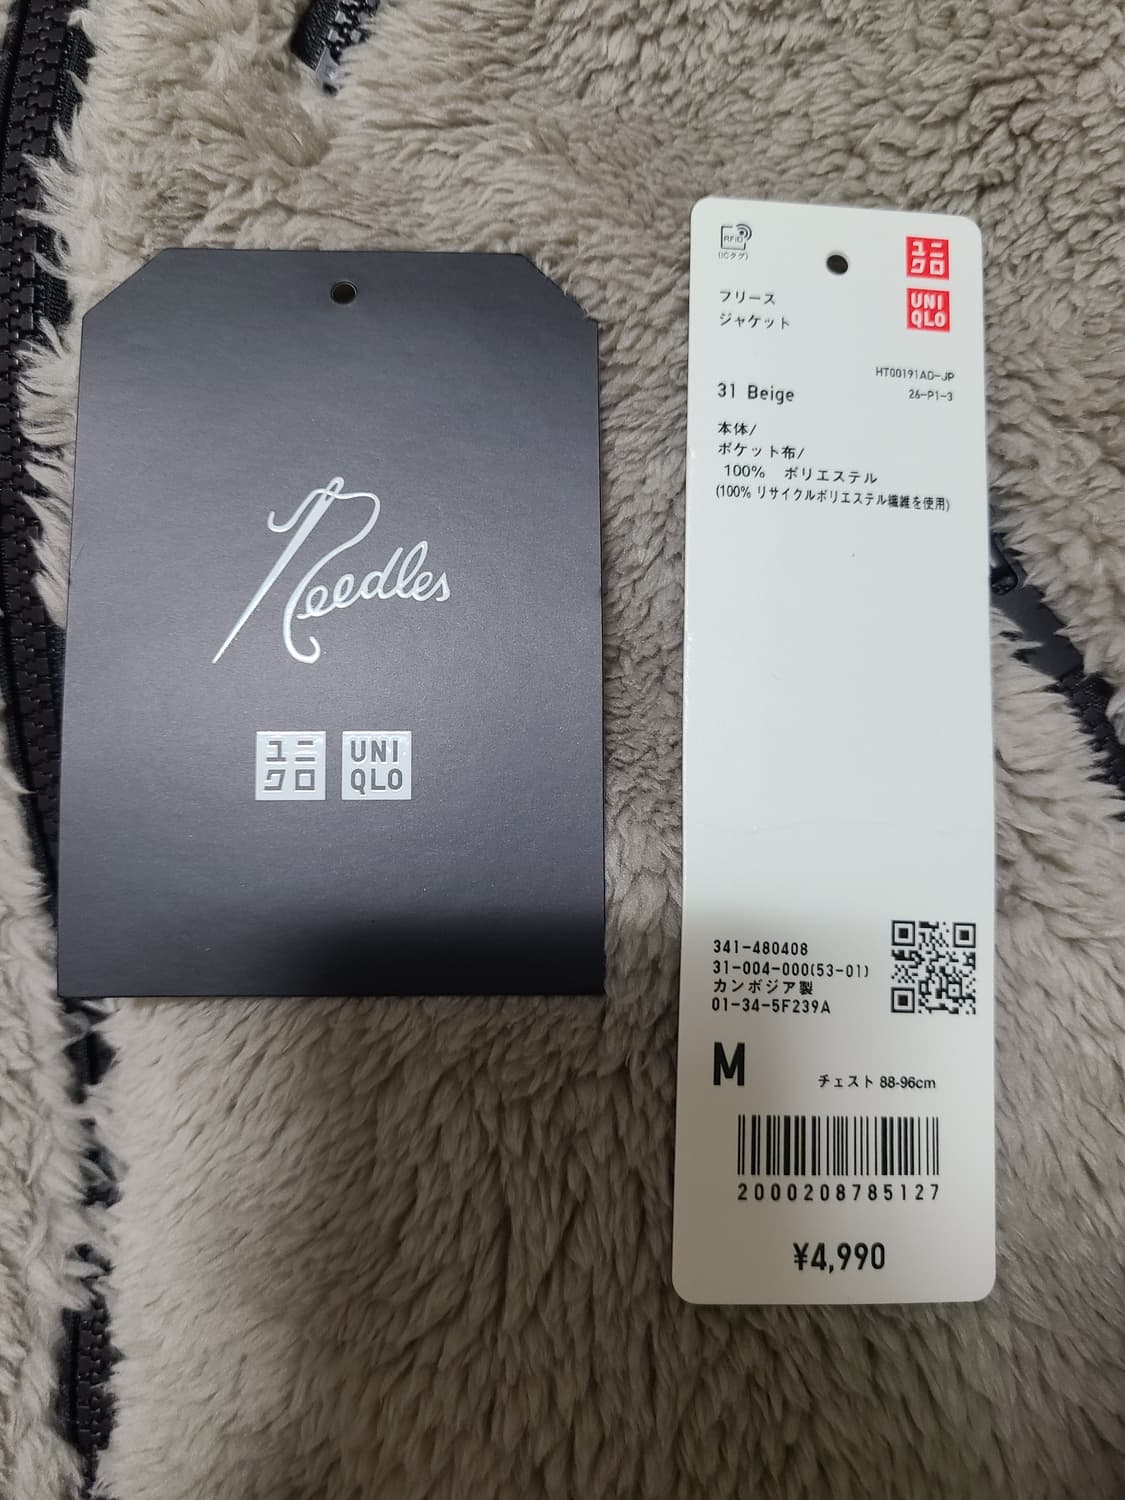 Needles
ユニ
クロ
UNI
QLO
RFID
(ICタグ)
ユニ
クロ
UNI
QLO
フリース
ジャケット
HT00191AD-JP
26-P1-3
31 Beige
本体/
ポケット布/
100% ポリエステル
(100% リサイクルポリエステル繊維を使用)
341-480408
31-004-000(53-01)
カンボジア製
01-34-5F239A
M
チェスト 88-96cm
2000208785127
¥4,990